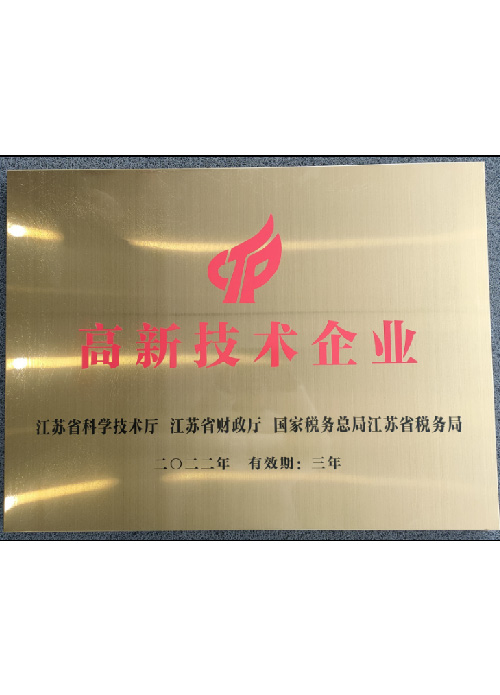 高新技术企业
江苏省科学技术厅 江苏省财政厅 国家税务总局江苏省税务局
二〇二二年 有效期：三年